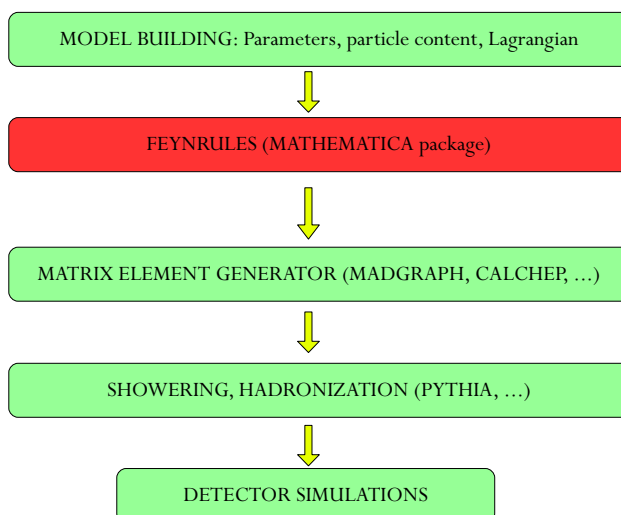 MODEL BUILDING: Parameters, particle content, Lagrangian
FEYNRULES (MATHEMATICA package)
MATRIX ELEMENT GENERATOR (MADGRAPH, CALCHEP, …)
SHOWERING, HADRONIZATION (PYTHIA, …)
DETECTOR SIMULATIONS